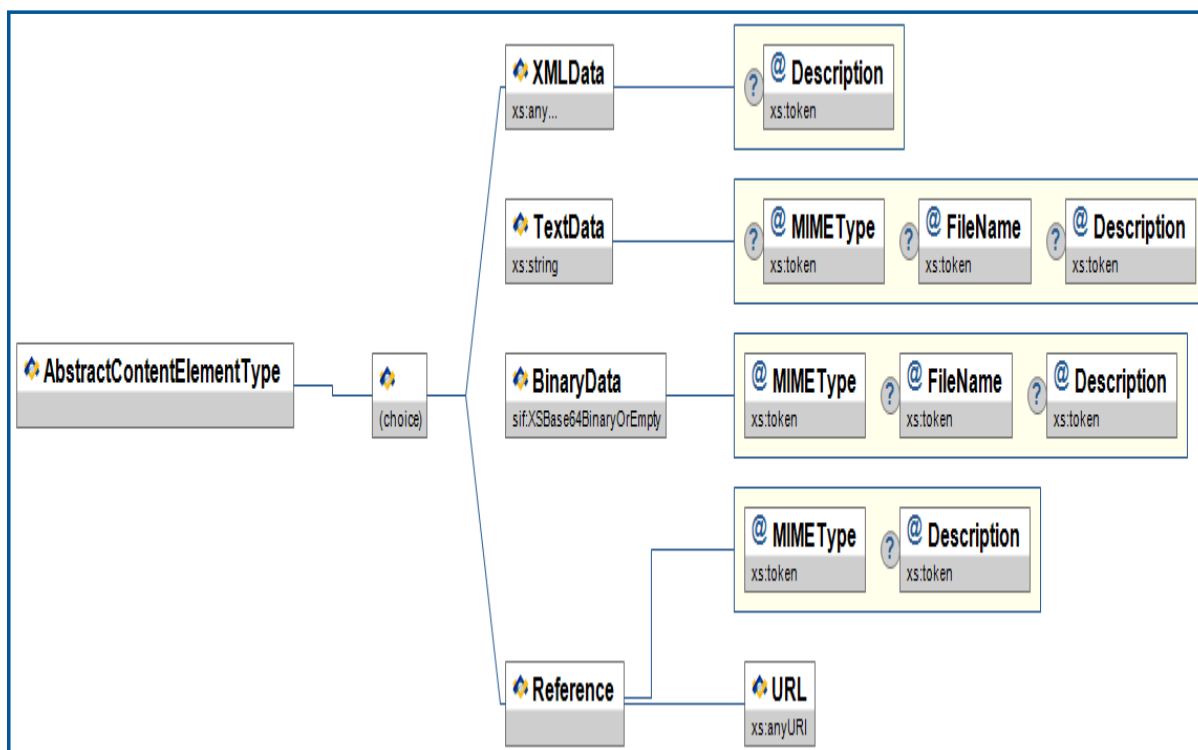 XMLData
xs:any...
? @ Description
xs:token
TextData
xs:string
? @ MIMEType
xs:token
? @ FileName
xs:token
? @ Description
xs:token
AbstractContentElementType
(choice)
BinaryData
sif:XSBase64BinaryOrEmpty
@ MIMEType
xs:token
? @ FileName
xs:token
? @ Description
xs:token
@ MIMEType
xs:token
? @ Description
xs:token
Reference
URL
xs:anyURI